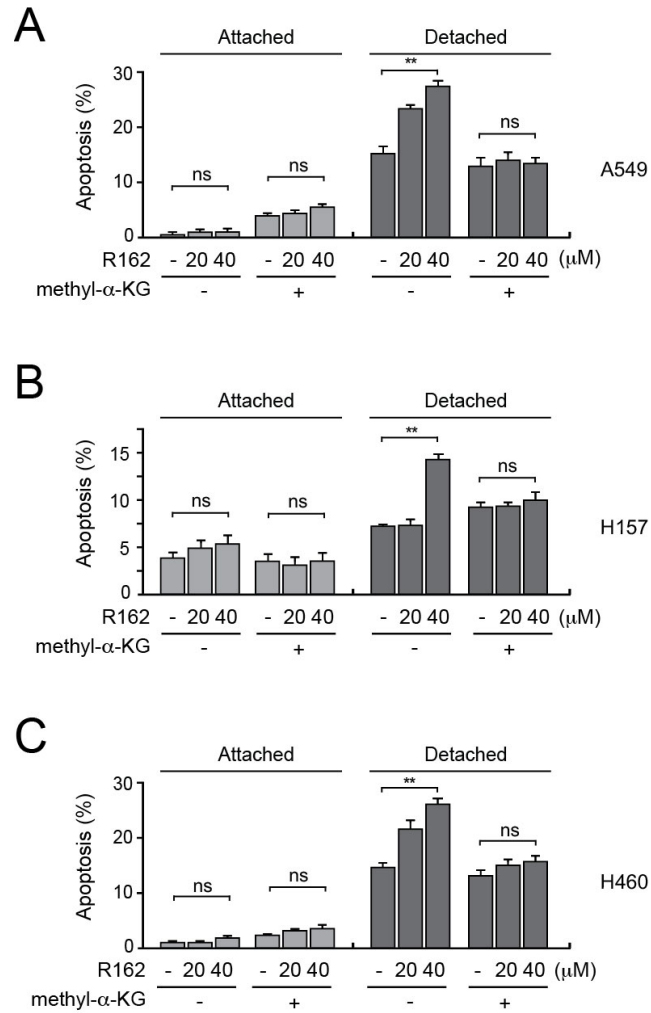 A
Attached Detached
Apoptosis (%)
30
20
10
0
ns ns ** ns
A549
R162 - 20 40 - 20 40 - 20 40 - 20 40 (μM)
methyl-α-KG - + - +
B
Attached Detached
Apoptosis (%)
15
10
5
0
ns ns ** ns
H157
R162 - 20 40 - 20 40 - 20 40 - 20 40 (μM)
methyl-α-KG - + - +
C
Attached Detached
Apoptosis (%)
30
20
10
0
ns ns ** ns
H460
R162 - 20 40 - 20 40 - 20 40 - 20 40 (μM)
methyl-α-KG - + - +